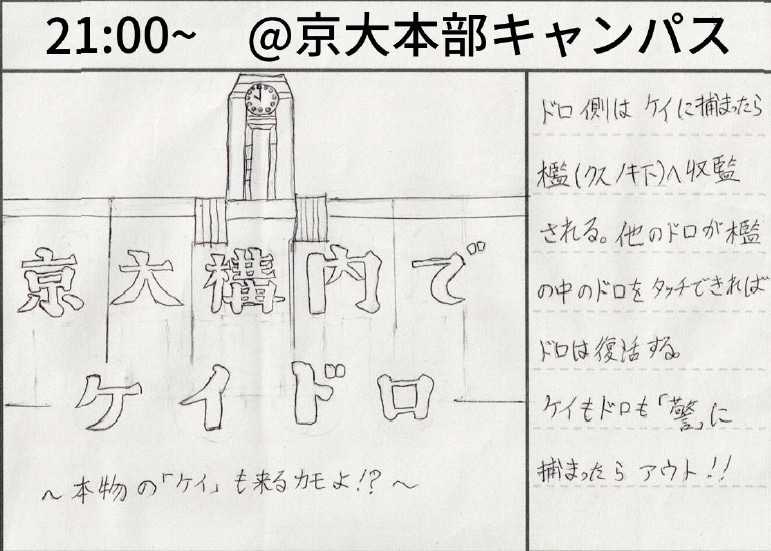 21:00~　@京大本部キャンパス
京大構内で
ケイドロ
～本物の「ケイ」も来るカモよ!?～
ドロ側は ケイに捕まったら
檻(クスノキ下)へ収監
される。他のドロが檻
の中のドロをタッチできれば
ドロは復活する。
ケイもドロも「警」に
捕まったら アウト!!